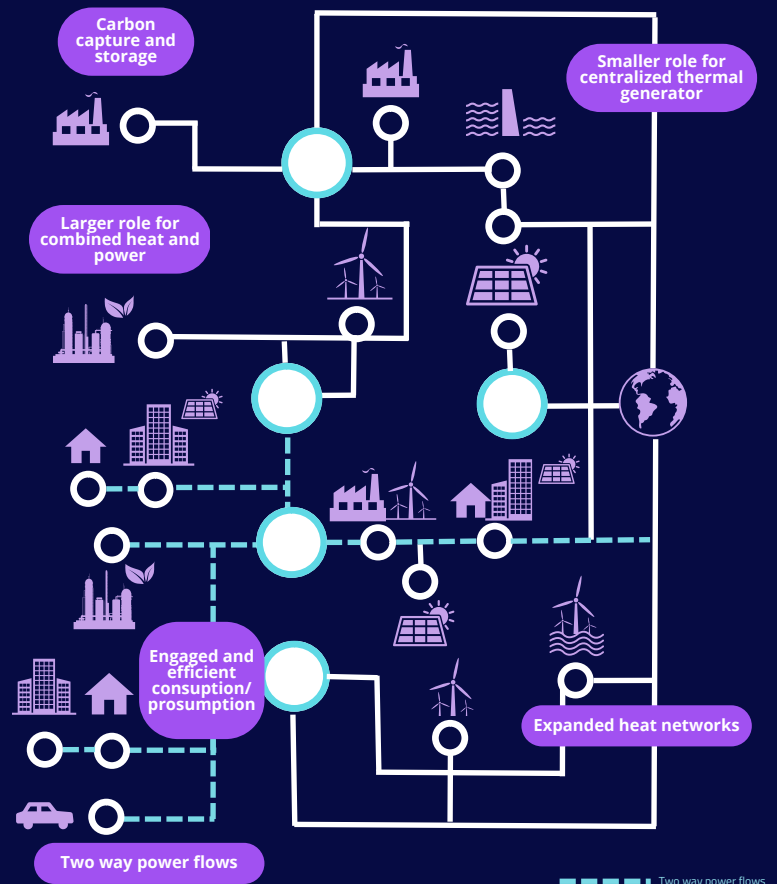 Carbon
capture and
storage
Smaller role for
centralized thermal
generator
Larger role for
combined heat and
power
Engaged and
efficient
consuption/
prosumption
Expanded heat networks
Two way power flows
Two way power flows